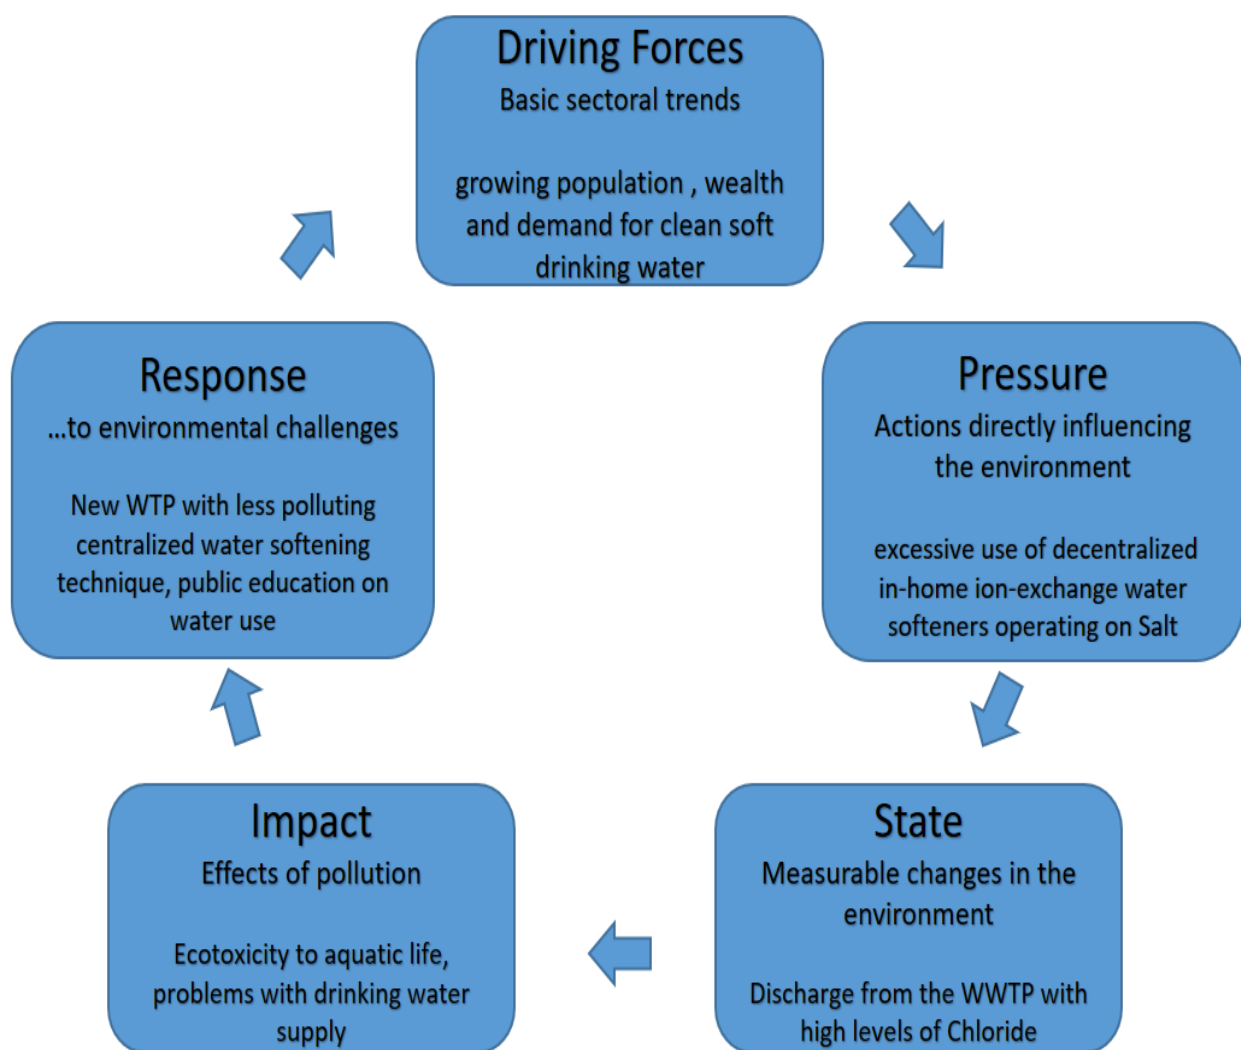 Driving Forces
Basic sectoral trends
growing population , wealth
and demand for clean soft
drinking water
Pressure
Actions directly influencing
the environment
excessive use of decentralized
in-home ion-exchange water
softeners operating on Salt
State
Measurable changes in the
environment
Discharge from the WWTP with
high levels of Chloride
Impact
Effects of pollution
Ecotoxicity to aquatic life,
problems with drinking water
supply
Response
...to environmental challenges
New WTP with less polluting
centralized water softening
technique, public education on
water use